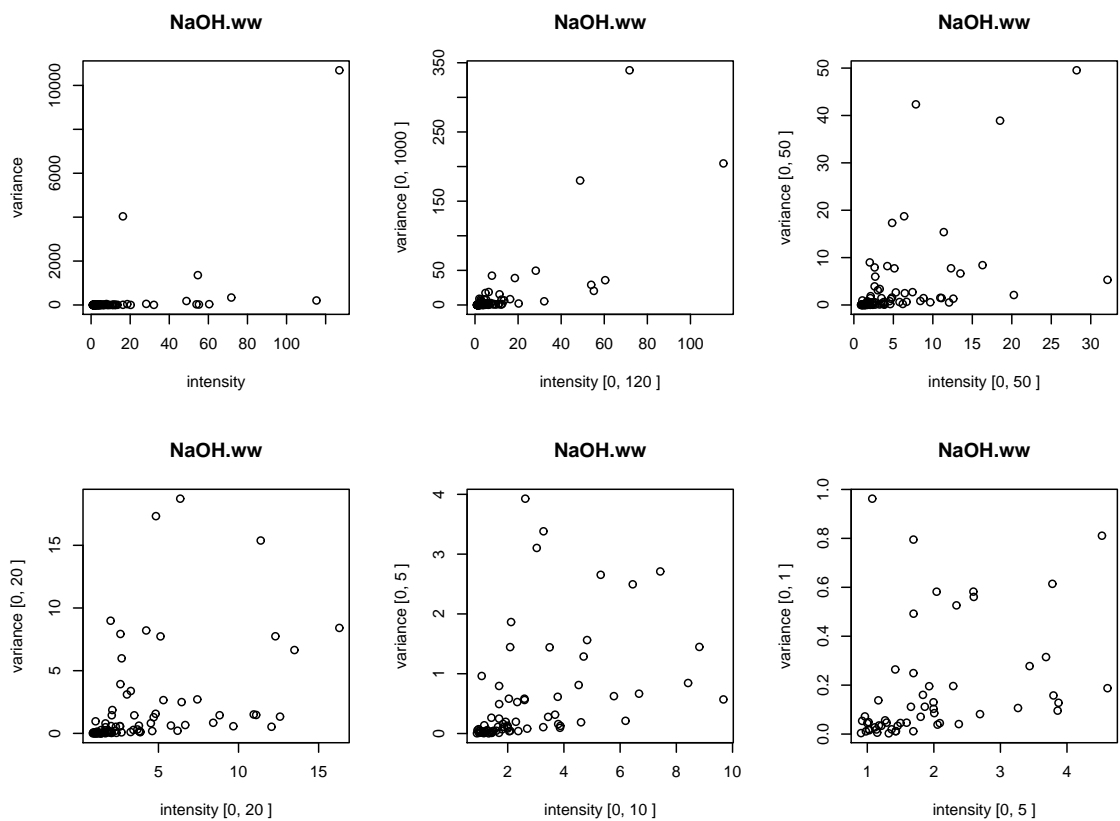 NaOH.ww
variance
0 2000 4000 6000 10000
0 20 40 60 80 100
intensity
NaOH.ww
variance [0, 1000 ]
0 50 150 250 350
0 20 40 60 80 100
intensity [0, 120 ]
NaOH.ww
variance [0, 50 ]
0 10 20 30 40 50
0 5 10 15 20 25 30
intensity [0, 50 ]
NaOH.ww
variance [0, 20 ]
0 5 10 15
5 10 15
intensity [0, 20 ]
NaOH.ww
variance [0, 5 ]
0 1 2 3 4
2 4 6 8 10
intensity [0, 10 ]
NaOH.ww
variance [0, 1 ]
0.0 0.2 0.4 0.6 0.8 1.0
1 2 3 4
intensity [0, 5 ]